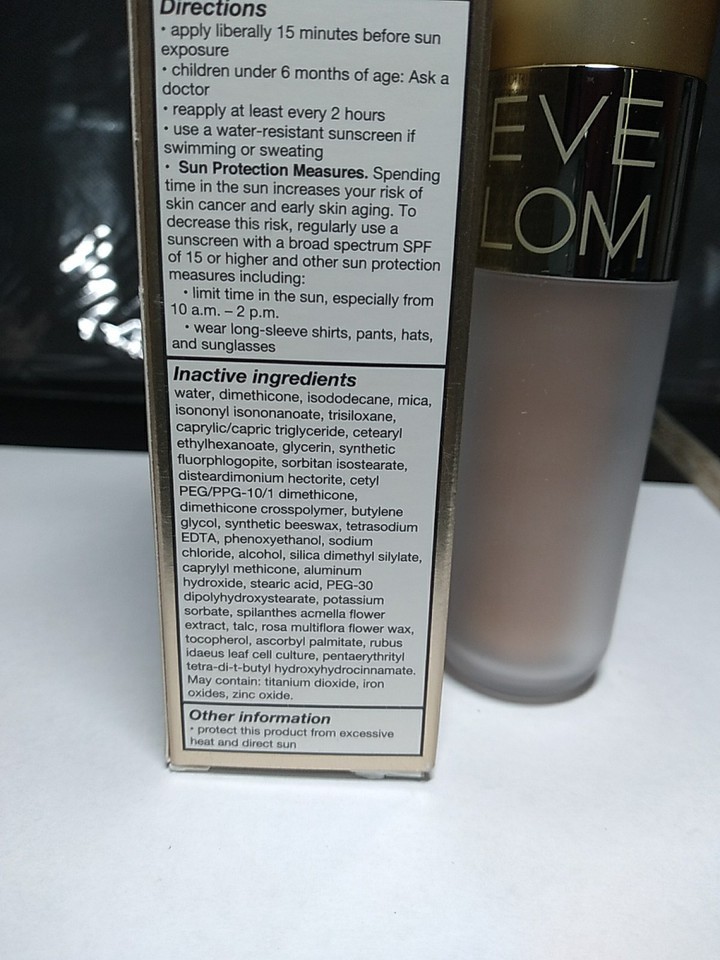 Directions
• apply liberally 15 minutes before sun
exposure
• children under 6 months of age: Ask a
doctor
• reapply at least every 2 hours
• use a water-resistant sunscreen if
swimming or sweating
• Sun Protection Measures. Spending
time in the sun increases your risk of
skin cancer and early skin aging. To
decrease this risk, regularly use a
sunscreen with a broad spectrum SPF
of 15 or higher and other sun protection
measures including:
• limit time in the sun, especially from
10 a.m. – 2 p.m.
• wear long-sleeve shirts, pants, hats,
and sunglasses
Inactive ingredients
water, dimethicone, isododecane, mica,
isononyl isononanoate, trisiloxane,
caprylic/capric triglyceride, cetearyl
ethylhexanoate, glycerin, synthetic
fluorphlogopite, sorbitan isostearate,
disteardimonium hectorite, cetyl
PEG/PPG-10/1 dimethicone,
dimethicone crosspolymer, butylene
glycol, synthetic beeswax, tetrasodium
EDTA, phenoxyethanol, sodium
chloride, alcohol, silica dimethyl silylate,
caprylyl methicone, aluminum
hydroxide, stearic acid, PEG-30
dipolyhydroxystearate, potassium
sorbate, spilanthes acmella flower
extract, talc, rosa multiflora flower wax,
tocopherol, ascorbyl palmitate, rubus
idaeus leaf cell culture, pentaerythrityl
tetra-di-t-butyl hydroxyhydrocinnamate.
May contain: titanium dioxide, iron
oxides, zinc oxide.
Other information
• protect this product from excessive
heat and direct sun
EVE
LOM